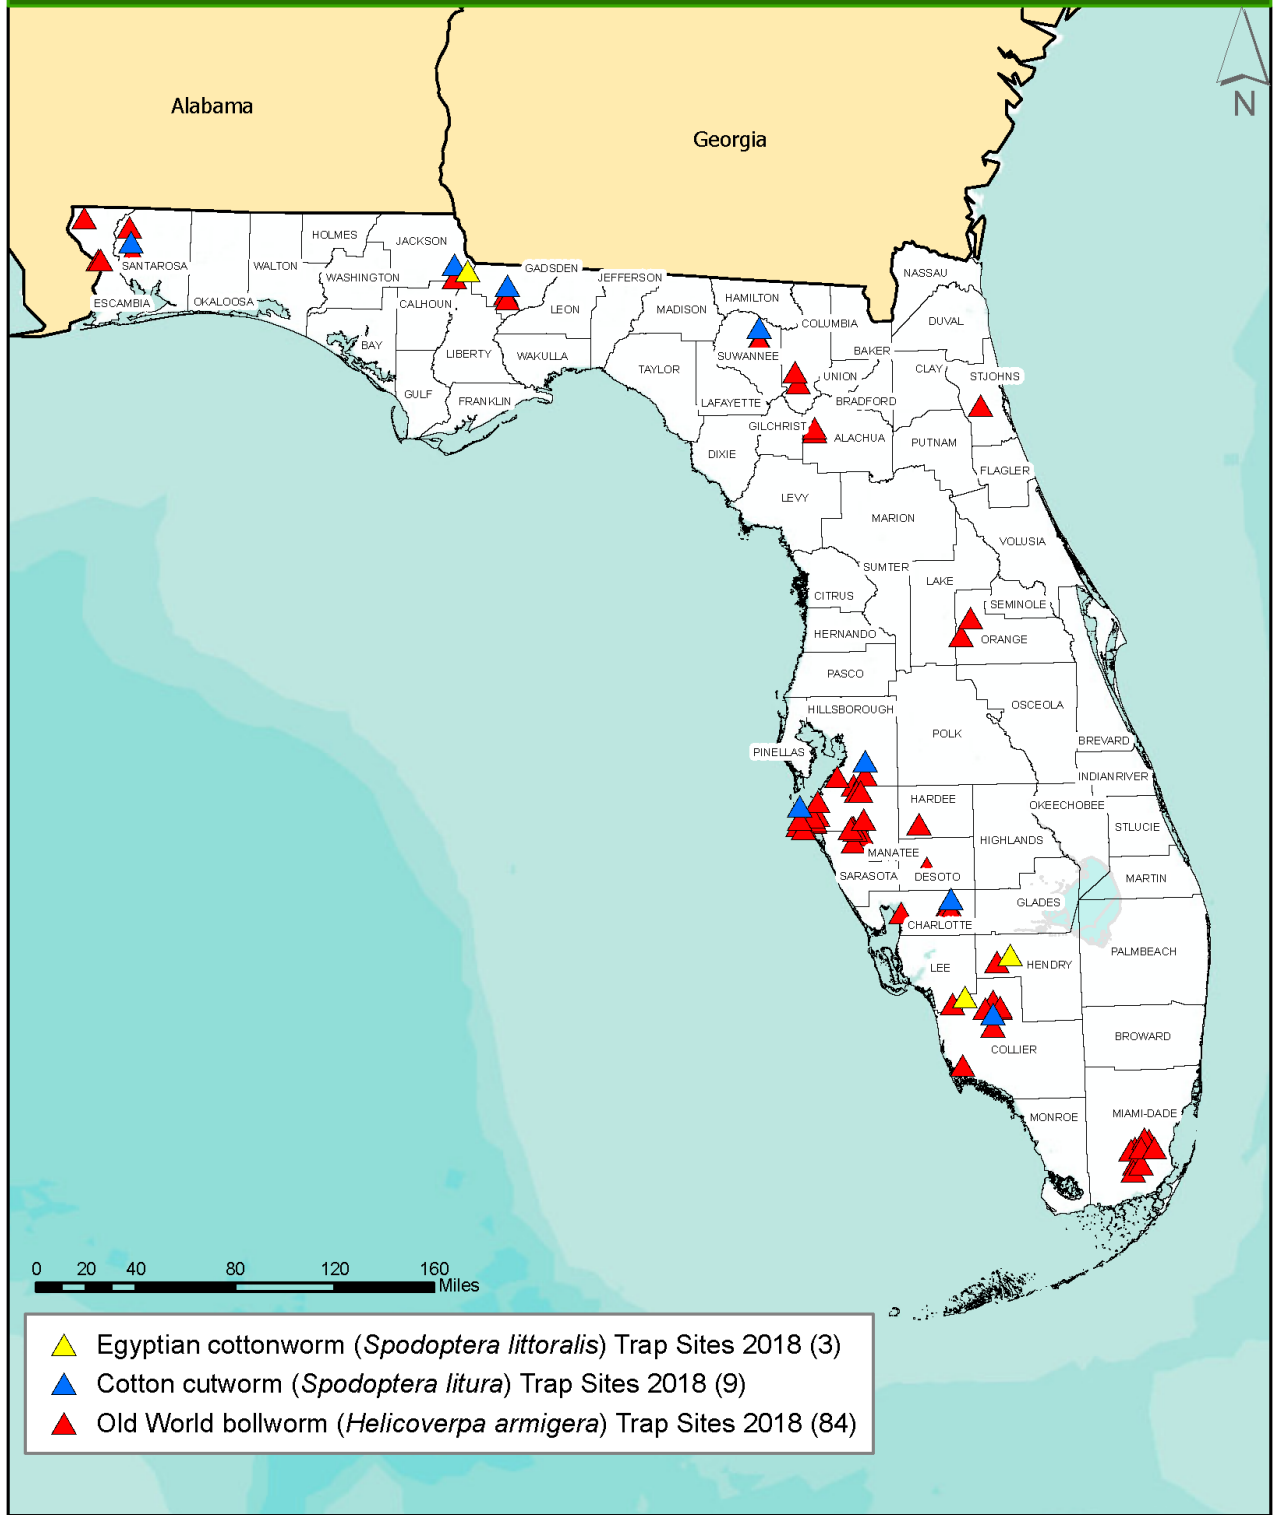 N
Alabama
Georgia
HOLMES
JACKSON
SANTAROSA
WALTON
WASHINGTON
GADSDEN
JEFFERSON
NASSAU
ESCAMBIA
OKALOOSA
CALHOUN
LEON
MADISON
HAMILTON
COLUMBIA
DUVAL
BAY
LIBERTY
WAKULLA
TAYLOR
SUWANNEE
BAKER
UNION
CLAY
STJOHNS
GULF
FRANKLIN
LAFAYETTE
BRADFORD
GILCHRIST
ALACHUA
PUTNAM
DIXIE
FLAGLER
LEVY
MARION
VOLUSIA
SUMTER
LAKE
CITRUS
SEMINOLE
HERNANDO
ORANGE
PASCO
HILLSBOROUGH
OSCEOLA
POLK
PINELLAS
BREVARD
INDIANRIVER
HARDEE
OKEECHOBEE
STLUCIE
HIGHLANDS
MANATEE
SARASOTA
DESOTO
MARTIN
GLADES
CHARLOTTE
PALMBEACH
LEE
HENDRY
BROWARD
COLLIER
MONROE
MIAMI-DADE
0 20 40 80 120 160
Miles
Egyptian cottonworm (Spodoptera littoralis) Trap Sites 2018 (3)
Cotton cutworm (Spodoptera litura) Trap Sites 2018 (9)
Old World bollworm (Helicoverpa armigera) Trap Sites 2018 (84)